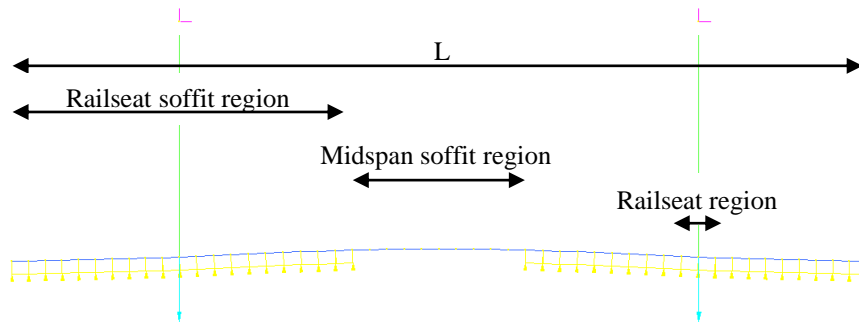 L
Railseat soffit region
Midspan soffit region
Railseat region